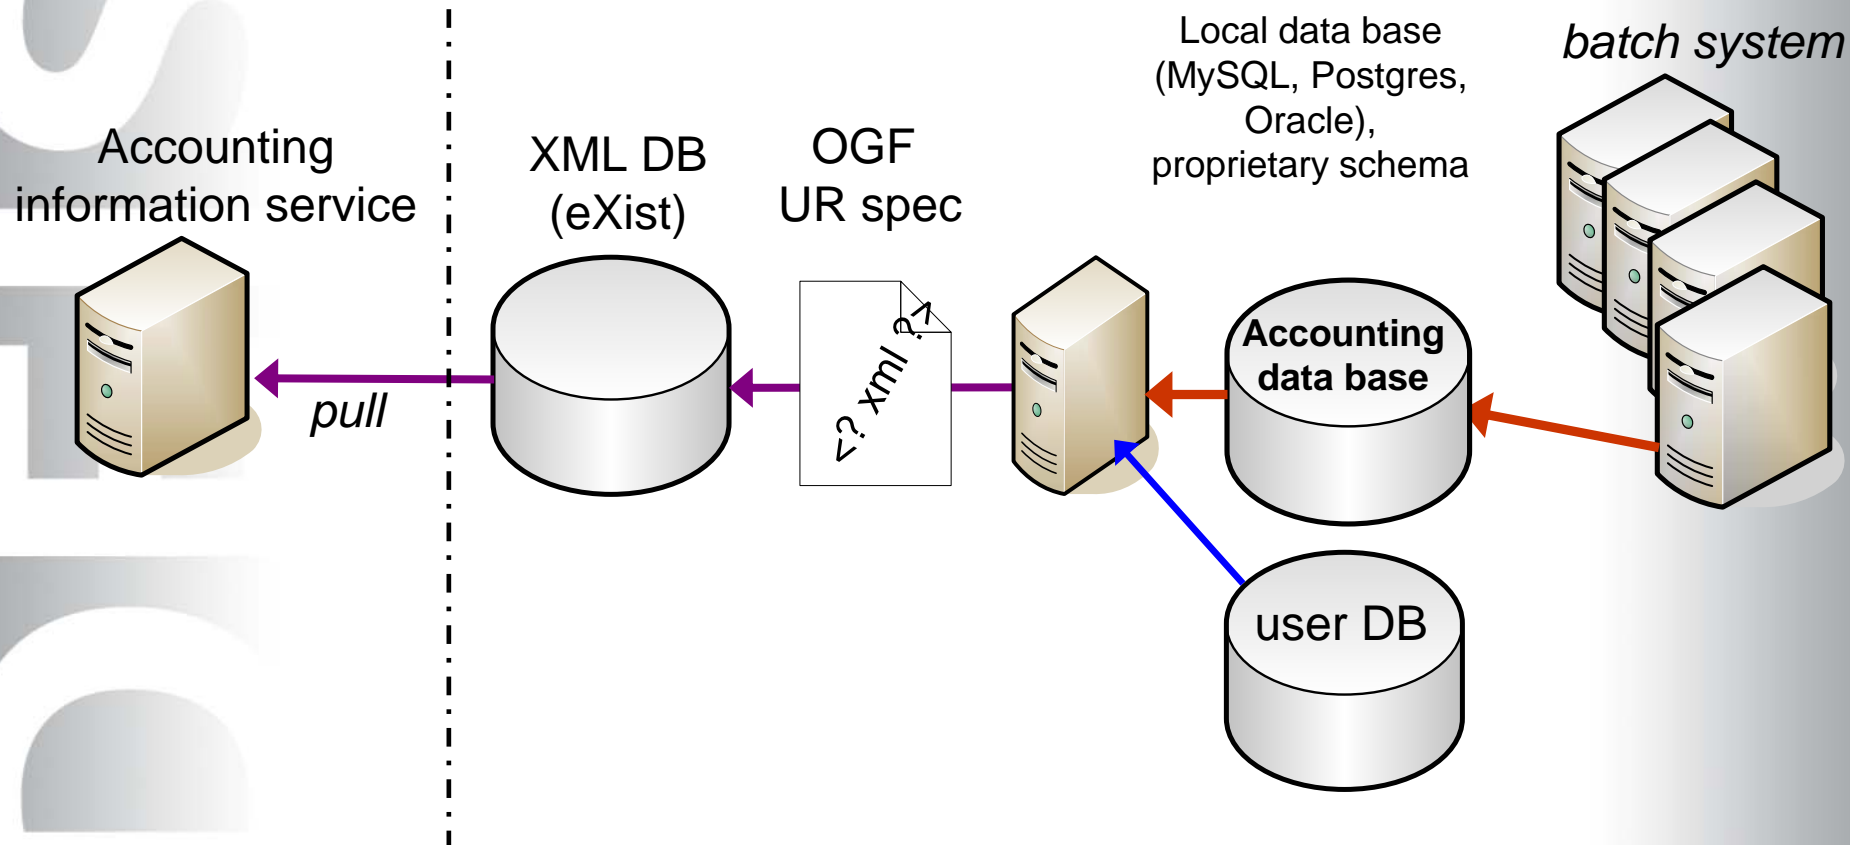 Accounting
information service
pull
XML DB
(eXist)
OGF
UR spec
<? xml ?>
Local data base
(MySQL, Postgres,
Oracle),
proprietary schema
batch system
Accounting
data base
user DB